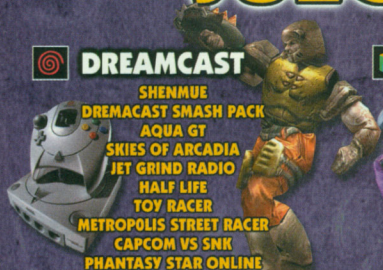 DREAMCAST
SHENMUE
DREMACAST SMASH PACK
AQUA GT
SKIES OF ARCADIA
JET GRIND RADIO
HALF LIFE
TOY RACER
METROPOLIS STREET RACER
CAPCOM VS SNK
PHANTASY STAR ONLINE